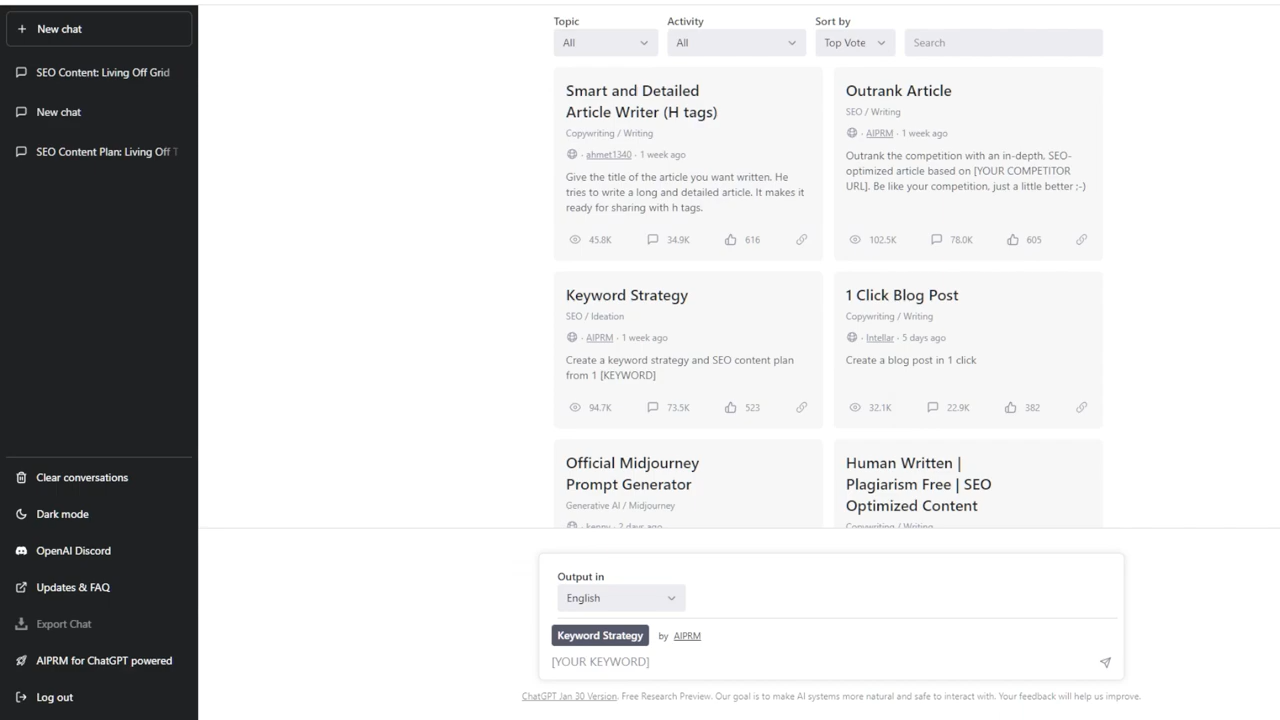 New chat
SEO Content: Living Off Grid
New chat
SEO Content Plan: Living Off T
Clear conversations
Dark mode
OpenAI Discord
Updates & FAQ
Export Chat
AIPRM for ChatGPT powered
Log out
Topic
All
Activity
All
Sort by
Top Vote
Search
Smart and Detailed
Article Writer (H tags)
Copywriting / Writing
· ahmet1340 · 1 week ago
Give the title of the article you want written. He
tries to write a long and detailed article. It makes it
ready for sharing with h tags.
45.8K 34.9K 616
Outrank Article
SEO / Writing
· AIPRM · 1 week ago
Outrank the competition with an in-depth, SEO-
optimized article based on [YOUR COMPETITOR
URL]. Be like your competition, just a little better ;-)
102.5K 78.0K 605
Keyword Strategy
SEO / Ideation
· AIPRM · 1 week ago
Create a keyword strategy and SEO content plan
from 1 [KEYWORD]
94.7K 73.5K 523
1 Click Blog Post
Copywriting / Writing
· Intellar · 5 days ago
Create a blog post in 1 click
32.1K 22.9K 382
Official Midjourney
Prompt Generator
Generative AI / Midjourney
· kenny · 2 days ago
Human Written |
Plagiarism Free | SEO
Optimized Content
Copywriting / Writing
Output in
English
Keyword Strategy by AIPRM
[YOUR KEYWORD]
ChatGPT Jan 30 Version. Free Research Preview. Our goal is to make AI systems more natural and safe to interact with. Your feedback will help us improve.